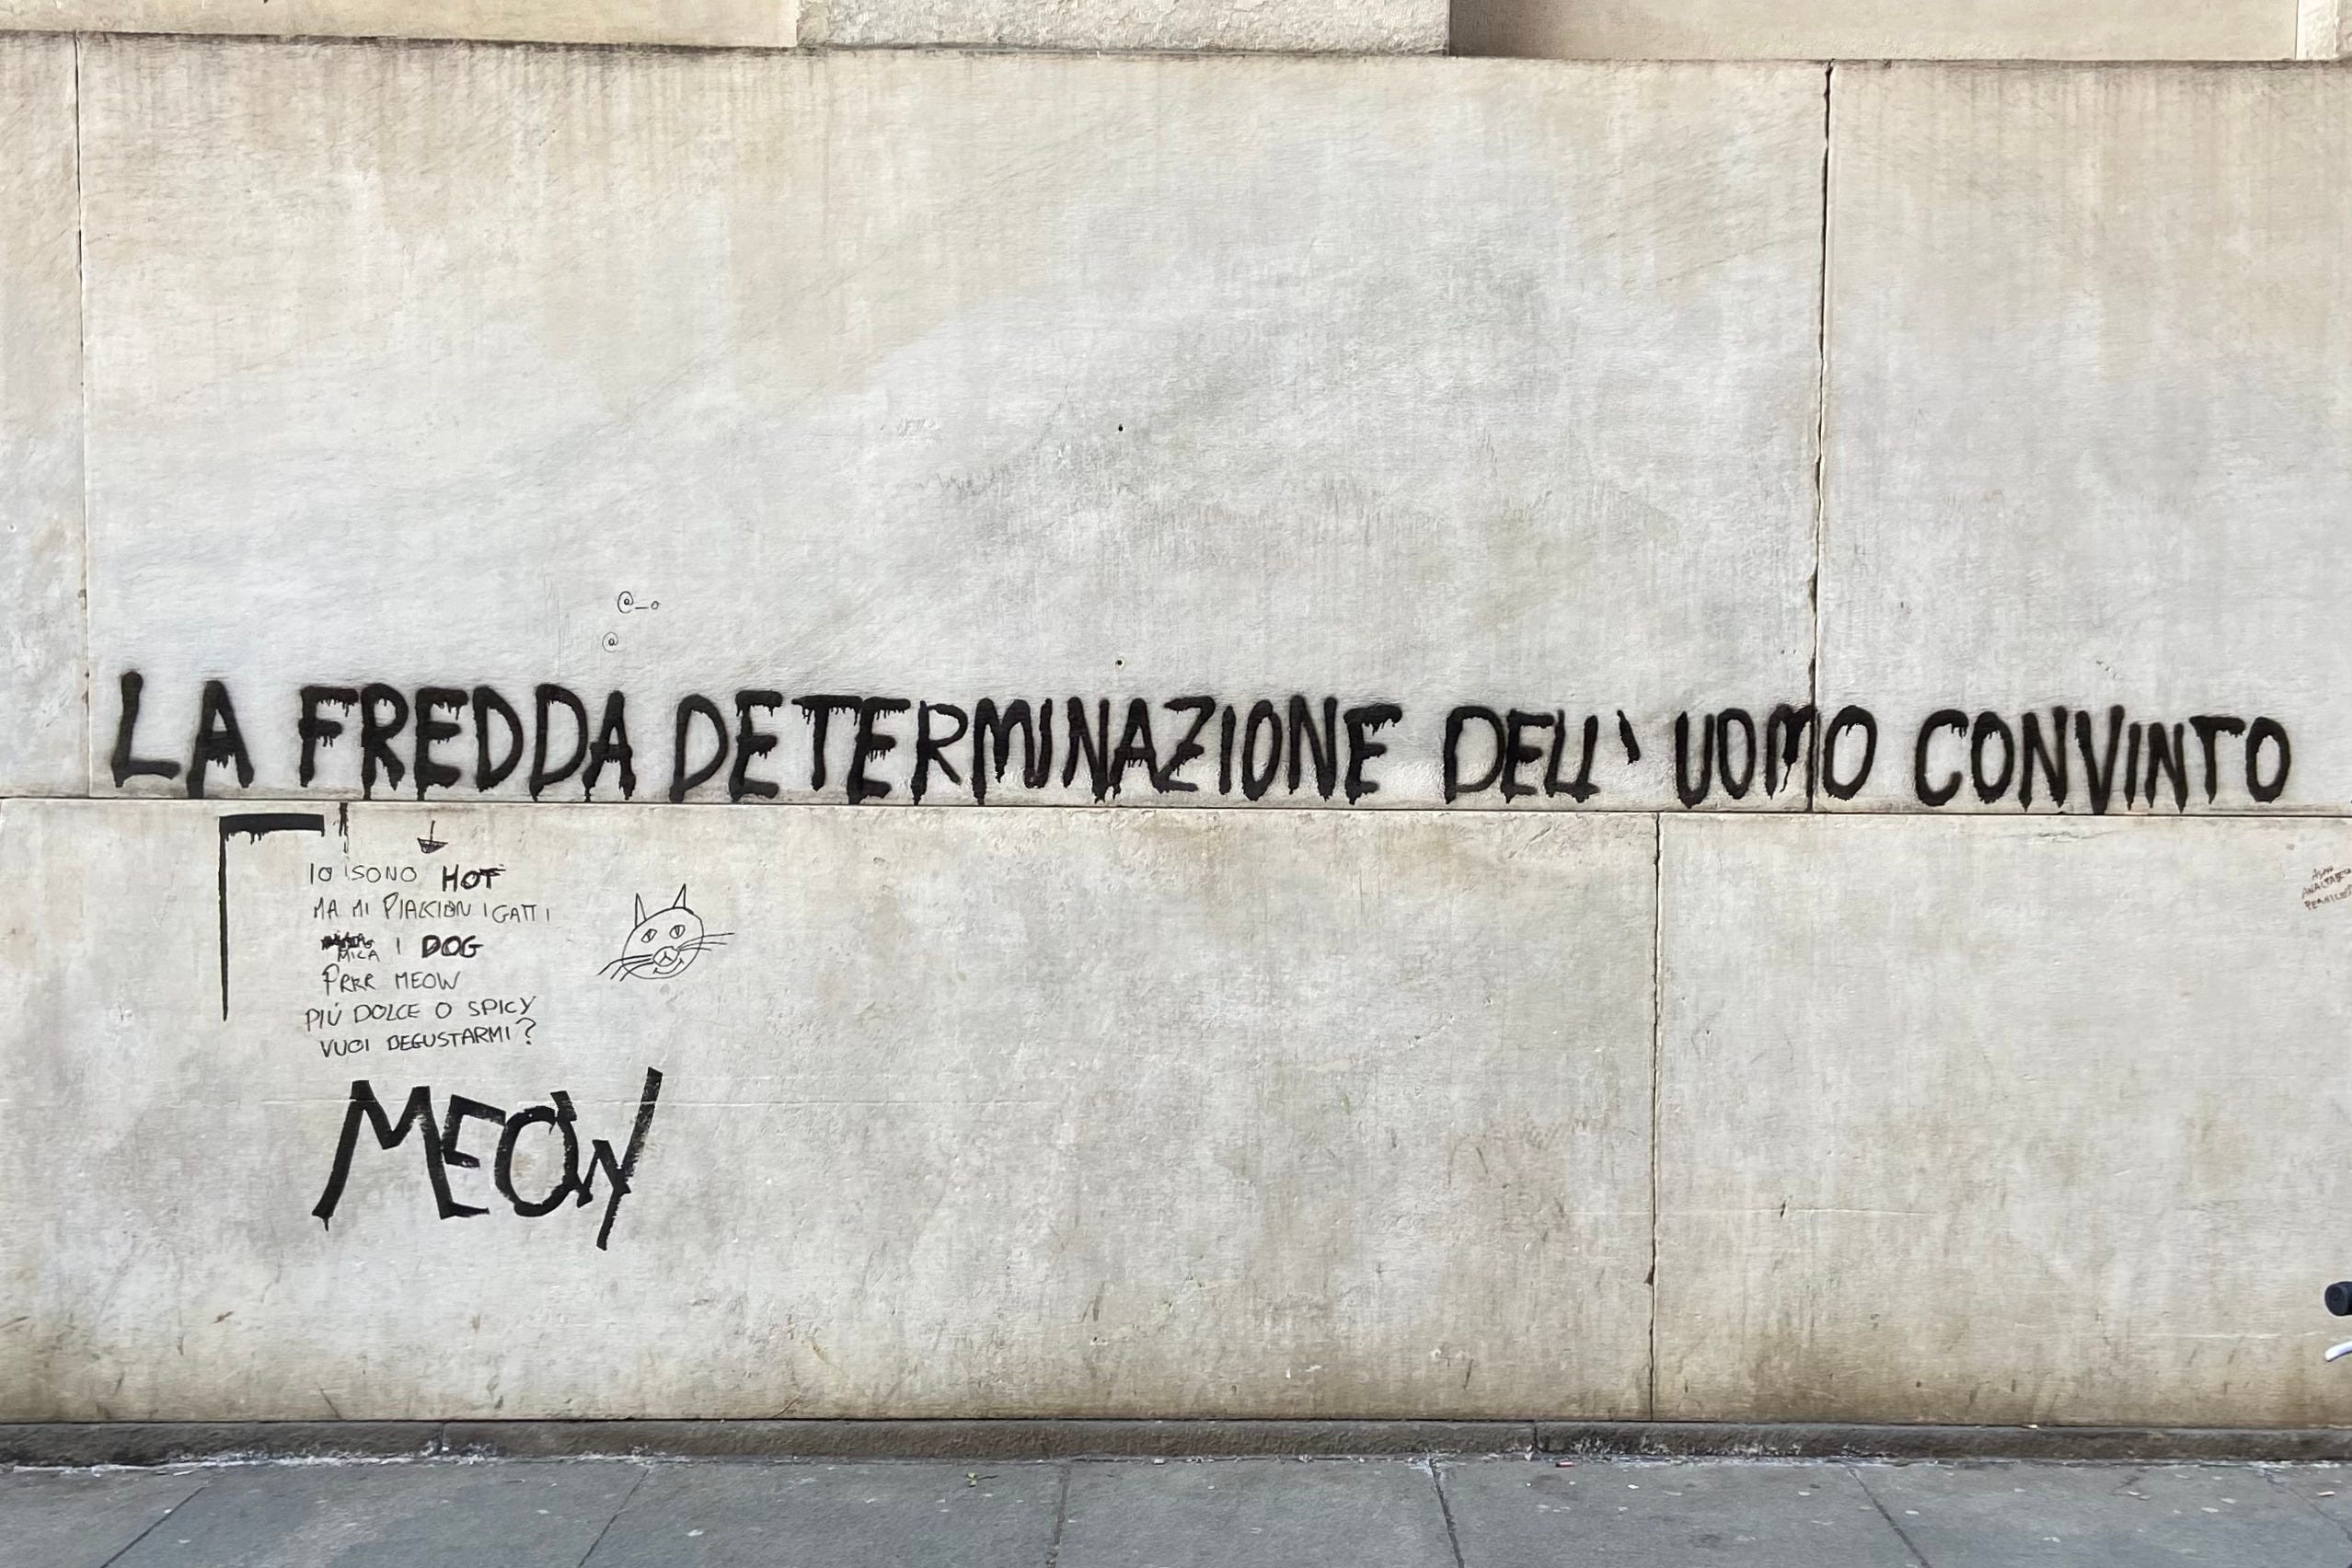 @_o
@
LA FREDDA DETERMINAZIONE DELL' UOMO CONVINTO
IO SONO HOT
MA MI PIACCION I GATTI
MICA I DOG
PRRR MEOW
PIÙ DOLCE O SPICY
VUOI DEGUSTARMI?
MEOW